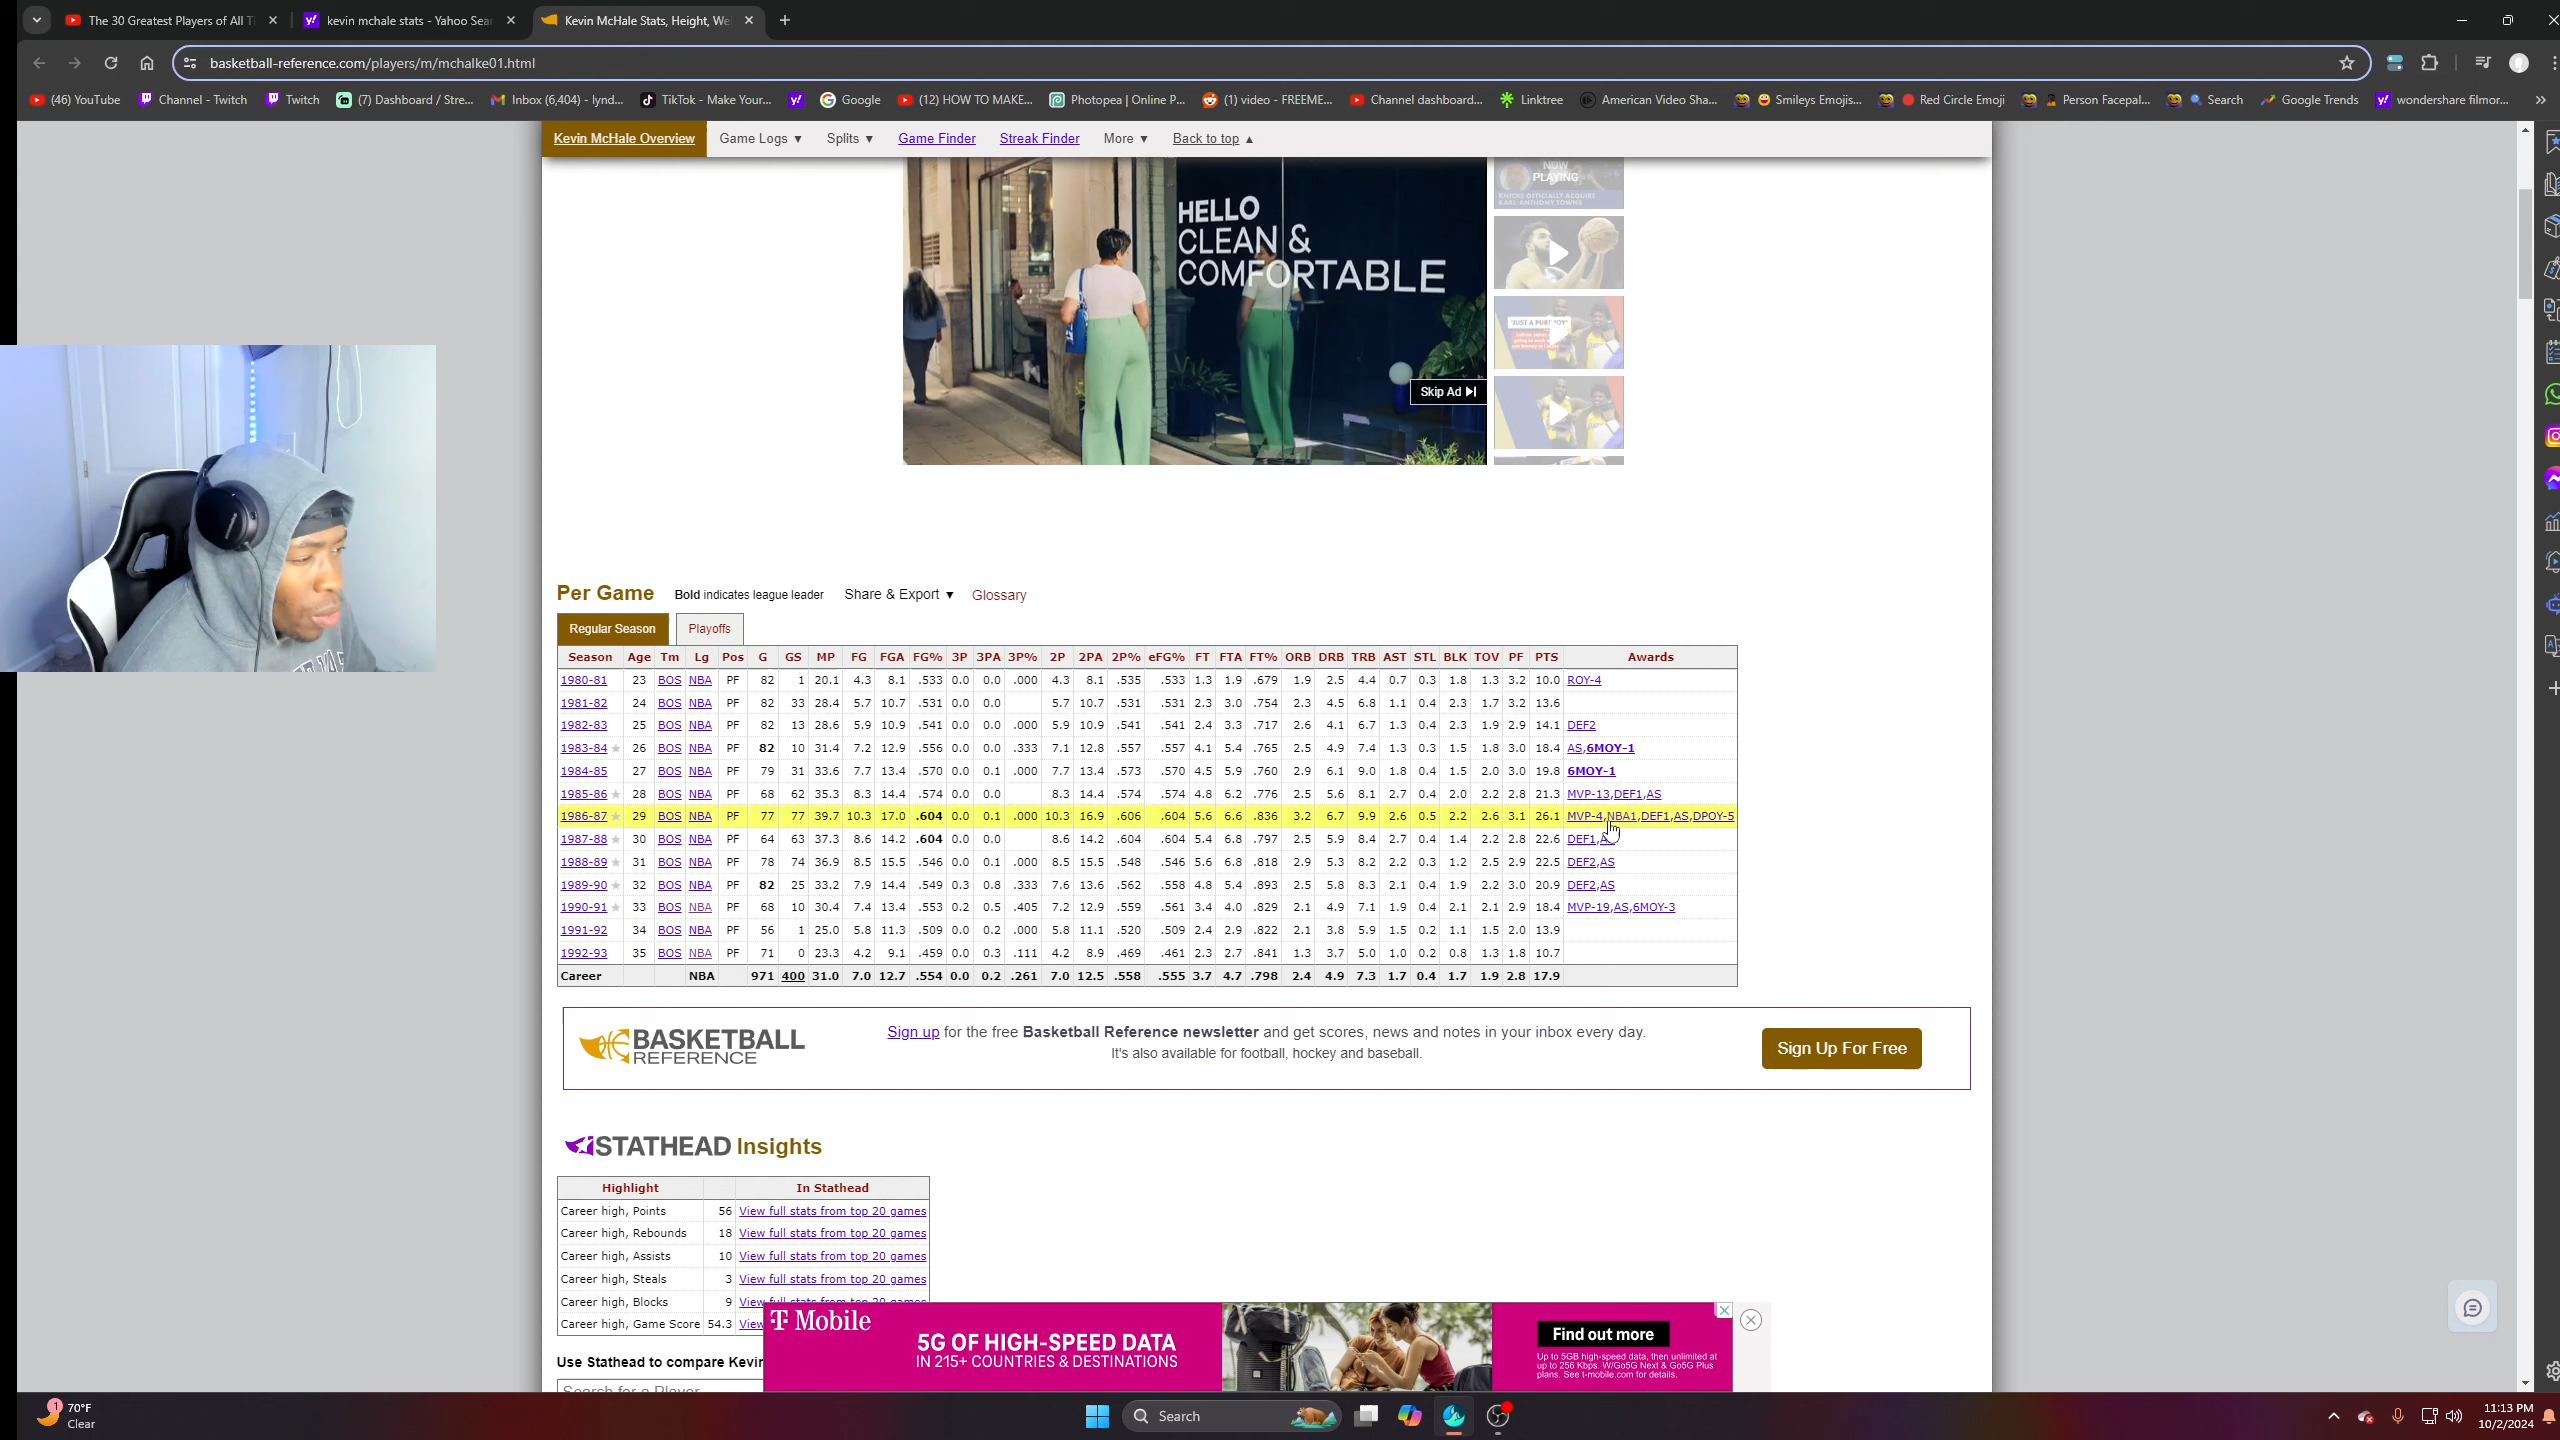 The 30 Greatest Players of All Ti
kevin mchale stats - Yahoo Sear
Kevin McHale Stats, Height, We
basketball-reference.com/players/m/mchalke01.html
(46) YouTube Channel - Twitch Twitch (7) Dashboard / Stre... Inbox (6,404) - lynd... TikTok - Make Your... Google (12) HOW TO MAKE... Photopea | Online P... (1) video - FREEME... Channel dashboard... Linktree American Video Sha... Smileys Emojis... Red Circle Emoji Person Facepal... Search Google Trends wondershare filmor...
Kevin McHale Overview Game Logs ▼ Splits ▼ Game Finder Streak Finder More ▼ Back to top ▲
NOW
PLAYING
KNICKS OFFICIALLY ACQUIRE
KARL-ANTHONY TOWNS
HELLO
CLEAN &
COMFORTABLE
Skip Ad
Per Game Bold indicates league leader Share & Export ▼ Glossary
Regular Season Playoffs
Season Age Tm Lg Pos G GS MP FG FGA FG% 3P 3PA 3P% 2P 2PA 2P% eFG% FT FTA FT% ORB DRB TRB AST STL BLK TOV PF PTS Awards
1980-81 23 BOS NBA PF 82 1 20.1 4.3 8.1 .533 0.0 0.0 .000 4.3 8.1 .535 .533 1.3 1.9 .679 1.9 2.5 4.4 0.7 0.3 1.8 1.3 3.2 10.0 ROY-4
1981-82 24 BOS NBA PF 82 33 28.4 5.7 10.7 .531 0.0 0.0 5.7 10.7 .531 .531 2.3 3.0 .754 2.3 4.5 6.8 1.1 0.4 2.3 1.7 3.2 13.6
1982-83 25 BOS NBA PF 82 13 28.6 5.9 10.9 .541 0.0 0.0 .000 5.9 10.9 .541 .541 2.4 3.3 .717 2.6 4.1 6.7 1.3 0.4 2.3 1.9 2.9 14.1 DEF2
1983-84 ★ 26 BOS NBA PF 82 10 31.4 7.2 12.9 .556 0.0 0.0 .333 7.1 12.8 .557 .557 4.1 5.4 .765 2.5 4.9 7.4 1.3 0.3 1.5 1.8 3.0 18.4 AS,6MOY-1
1984-85 27 BOS NBA PF 79 31 33.6 7.7 13.4 .570 0.0 0.1 .000 7.7 13.4 .573 .570 4.5 5.9 .760 2.9 6.1 9.0 1.8 0.4 1.5 2.0 3.0 19.8 6MOY-1
1985-86 ★ 28 BOS NBA PF 68 62 35.3 8.3 14.4 .574 0.0 0.0 8.3 14.4 .574 .574 4.8 6.2 .776 2.5 5.6 8.1 2.7 0.4 2.0 2.2 2.8 21.3 MVP-13,DEF1,AS
1986-87 ★ 29 BOS NBA PF 77 77 39.7 10.3 17.0 .604 0.0 0.1 .000 10.3 16.9 .606 .604 5.6 6.6 .836 3.2 6.7 9.9 2.6 0.5 2.2 2.6 3.1 26.1 MVP-4,NBA1,DEF1,AS,DPOY-5
1987-88 ★ 30 BOS NBA PF 64 63 37.3 8.6 14.2 .604 0.0 0.0 8.6 14.2 .604 .604 5.4 6.8 .797 2.5 5.9 8.4 2.7 0.4 1.4 2.2 2.8 22.6 DEF1,AS
1988-89 ★ 31 BOS NBA PF 78 74 36.9 8.5 15.5 .546 0.0 0.1 .000 8.5 15.5 .548 .546 5.6 6.8 .818 2.9 5.3 8.2 2.2 0.3 1.2 2.5 2.9 22.5 DEF2,AS
1989-90 ★ 32 BOS NBA PF 82 25 33.2 7.9 14.4 .549 0.3 0.8 .333 7.6 13.6 .562 .558 4.8 5.4 .893 2.5 5.8 8.3 2.1 0.4 1.9 2.2 3.0 20.9 DEF2,AS
1990-91 ★ 33 BOS NBA PF 68 10 30.4 7.4 13.4 .553 0.2 0.5 .405 7.2 12.9 .559 .561 3.4 4.0 .829 2.1 4.9 7.1 1.9 0.4 2.1 2.1 2.9 18.4 MVP-19,AS,6MOY-3
1991-92 34 BOS NBA PF 56 1 25.0 5.8 11.3 .509 0.0 0.2 .000 5.8 11.1 .520 .509 2.4 2.9 .822 2.1 3.8 5.9 1.5 0.2 1.1 1.5 2.0 13.9
1992-93 35 BOS NBA PF 71 0 23.3 4.2 9.1 .459 0.0 0.3 .111 4.2 8.9 .469 .461 2.3 2.7 .841 1.3 3.7 5.0 1.0 0.2 0.8 1.3 1.8 10.7
Career NBA 971 400 31.0 7.0 12.7 .554 0.0 0.2 .261 7.0 12.5 .558 .555 3.7 4.7 .798 2.4 4.9 7.3 1.7 0.4 1.7 1.9 2.8 17.9
BASKETBALL
REFERENCE
Sign up for the free Basketball Reference newsletter and get scores, news and notes in your inbox every day.
It's also available for football, hockey and baseball.
Sign Up For Free
STATHEAD Insights
Highlight In Stathead
Career high, Points 56 View full stats from top 20 games
Career high, Rebounds 18 View full stats from top 20 games
Career high, Assists 10 View full stats from top 20 games
Career high, Steals 3 View full stats from top 20 games
Career high, Blocks 9 View full stats from top 20 games
Career high, Game Score 54.3 View
Use Stathead to compare Kevin
Search for a Player
T Mobile
5G OF HIGH-SPEED DATA
IN 215+ COUNTRIES & DESTINATIONS
Find out more
Up to 5GB high-speed data, then unlimited at
up to 256 Kbps. W/Go5G Next & Go5G Plus
plans. See t-mobile.com for details.
1
70°F
Clear
Search
11:13 PM
10/2/2024